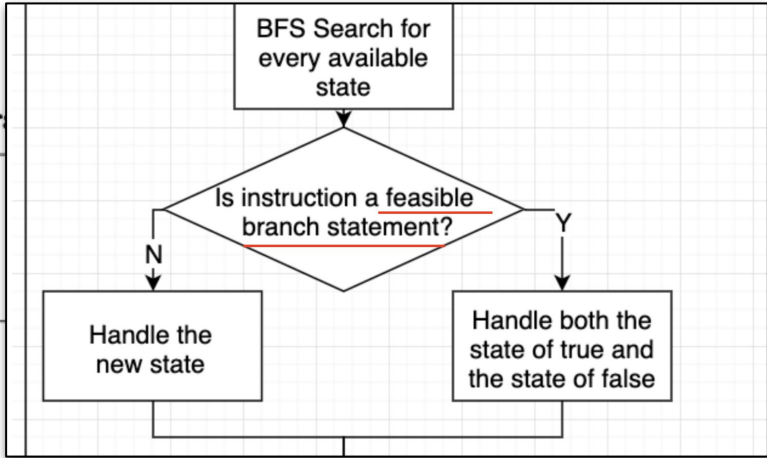 BFS Search for
every available
state
Is instruction a feasible
branch statement?
N
Y
Handle the
new state
Handle both the
state of true and
the state of false